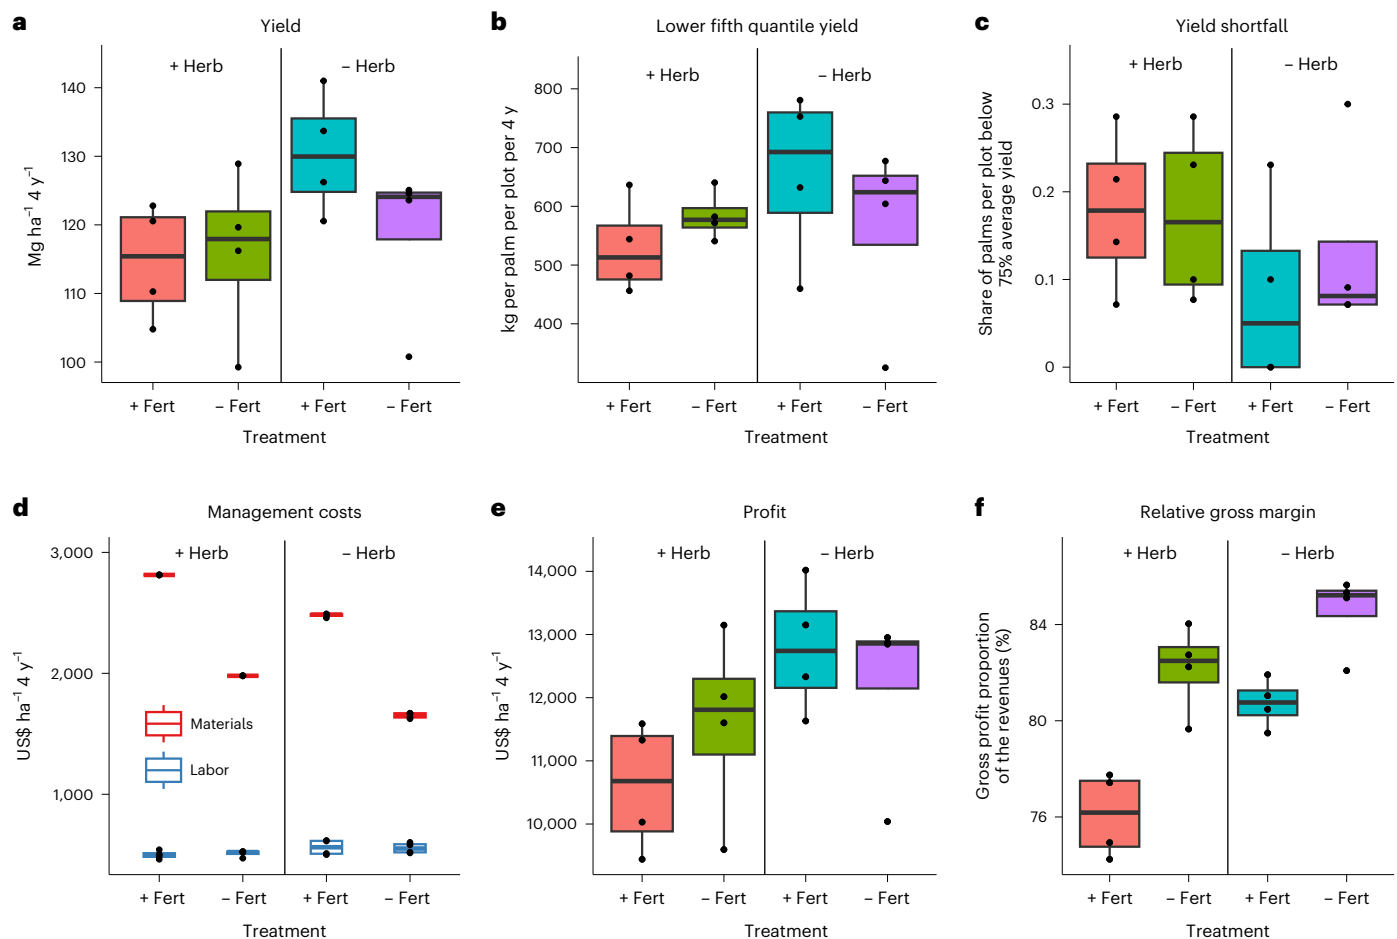 a
Yield
Mg ha⁻¹ 4 y⁻¹
+ Herb
– Herb
140
130
120
110
100
+ Fert
– Fert
+ Fert
– Fert
Treatment
b
Lower fifth quantile yield
kg per palm per plot per 4 y
+ Herb
– Herb
800
700
600
500
400
+ Fert
– Fert
+ Fert
– Fert
Treatment
c
Yield shortfall
Share of palms per plot below
75% average yield
+ Herb
– Herb
0.3
0.2
0.1
0
+ Fert
– Fert
+ Fert
– Fert
Treatment
d
Management costs
US$ ha⁻¹ 4 y⁻¹
+ Herb
– Herb
3,000
2,000
1,000
Materials
Labor
+ Fert
– Fert
+ Fert
– Fert
Treatment
e
Profit
US$ ha⁻¹ 4 y⁻¹
+ Herb
– Herb
14,000
13,000
12,000
11,000
10,000
+ Fert
– Fert
+ Fert
– Fert
Treatment
f
Relative gross margin
Gross profit proportion
of the revenues (%)
+ Herb
– Herb
84
80
76
+ Fert
– Fert
+ Fert
– Fert
Treatment